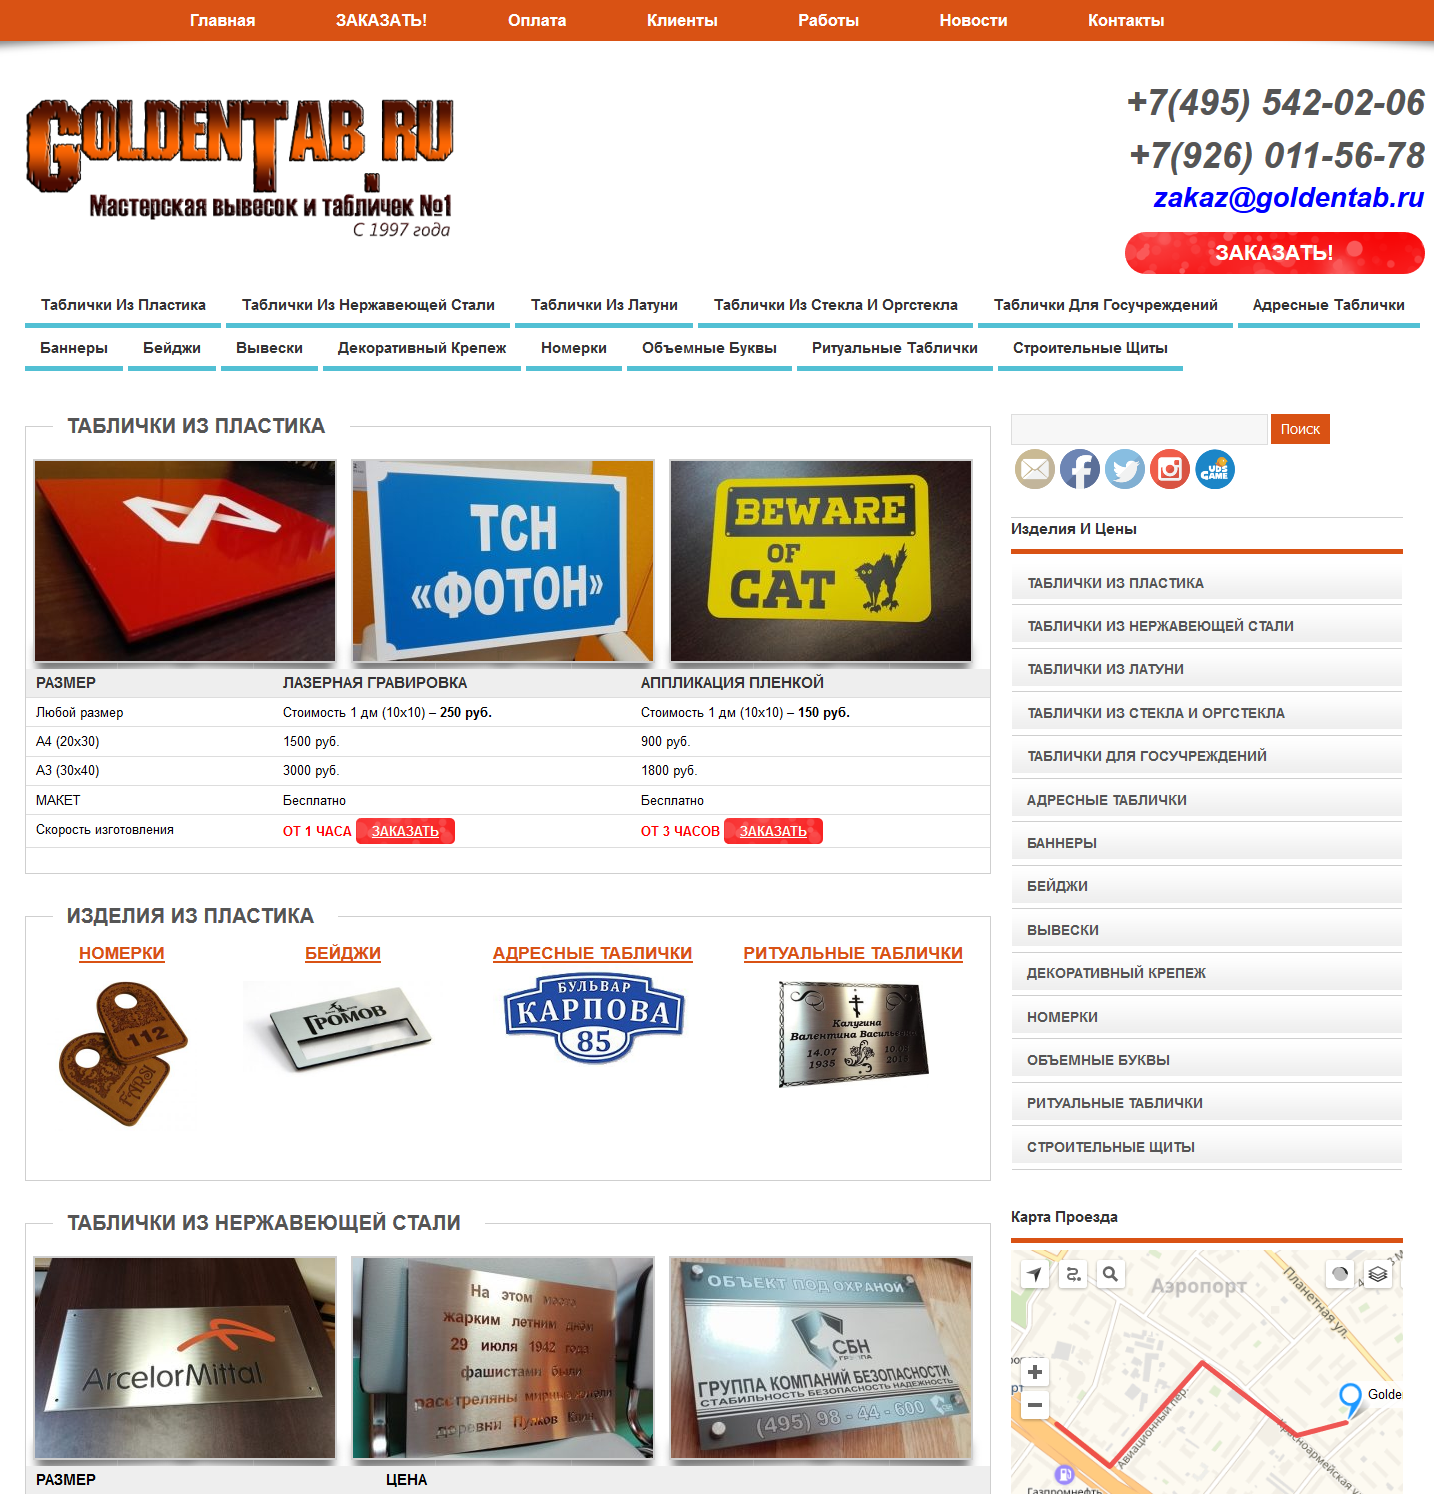 Главная ЗАКАЗАТЬ! Оплата Клиенты Работы Новости Контакты
GOLDENTAB.RU
Мастерская вывесок и табличек №1
С 1997 года
+7(495) 542-02-06
+7(926) 011-56-78
zakaz@goldentab.ru
ЗАКАЗАТЬ!
Таблички Из Пластика Таблички Из Нержавеющей Стали Таблички Из Латуни Таблички Из Стекла И Оргстекла Таблички Для Госучреждений Адресные Таблички
Баннеры Бейджи Вывески Декоративный Крепеж Номерки Объемные Буквы Ритуальные Таблички Строительные Щиты
ТАБЛИЧКИ ИЗ ПЛАСТИКА
ТСН
«ФОТОН»
BEWARE
OF
CAT
РАЗМЕР ЛАЗЕРНАЯ ГРАВИРОВКА АППЛИКАЦИЯ ПЛЕНКОЙ
Любой размер Стоимость 1 дм (10х10) – 250 руб. Стоимость 1 дм (10х10) – 150 руб.
А4 (20х30) 1500 руб. 900 руб.
А3 (30х40) 3000 руб. 1800 руб.
МАКЕТ Бесплатно Бесплатно
Скорость изготовления ОТ 1 ЧАСА ЗАКАЗАТЬ ОТ 3 ЧАСОВ ЗАКАЗАТЬ
ИЗДЕЛИЯ ИЗ ПЛАСТИКА
НОМЕРКИ БЕЙДЖИ АДРЕСНЫЕ ТАБЛИЧКИ РИТУАЛЬНЫЕ ТАБЛИЧКИ
112
FARSI
ГРОМОВ
БУЛЬВАР
КАРПОВА
85
Калугина
Валентина Васильевна
14.07
1935
ТАБЛИЧКИ ИЗ НЕРЖАВЕЮЩЕЙ СТАЛИ
ArcelorMittal
На этом месте
жарким летним днём
29 июля 1942 года
фашистами были
расстреляны мирные жители
деревни
ОБЪЕКТ ПОД ОХРАНОЙ
СБН
ГРУППА
ГРУППА КОМПАНИЙ БЕЗОПАСНОСТИ
СТАБИЛЬНОСТЬ БЕЗОПАСНОСТЬ НАДЕЖНОСТЬ
(495) 98 - 44 - 600 СБН
РАЗМЕР ЦЕНА
Поиск
UDS
GAME
Изделия И Цены
ТАБЛИЧКИ ИЗ ПЛАСТИКА
ТАБЛИЧКИ ИЗ НЕРЖАВЕЮЩЕЙ СТАЛИ
ТАБЛИЧКИ ИЗ ЛАТУНИ
ТАБЛИЧКИ ИЗ СТЕКЛА И ОРГСТЕКЛА
ТАБЛИЧКИ ДЛЯ ГОСУЧРЕЖДЕНИЙ
АДРЕСНЫЕ ТАБЛИЧКИ
БАННЕРЫ
БЕЙДЖИ
ВЫВЕСКИ
ДЕКОРАТИВНЫЙ КРЕПЕЖ
НОМЕРКИ
ОБЪЕМНЫЕ БУКВЫ
РИТУАЛЬНЫЕ ТАБЛИЧКИ
СТРОИТЕЛЬНЫЕ ЩИТЫ
Карта Проезда
Аэропорт
Планетная ул.
Golde
Авиационный пер.
Красноармейская у
Газпромнефть